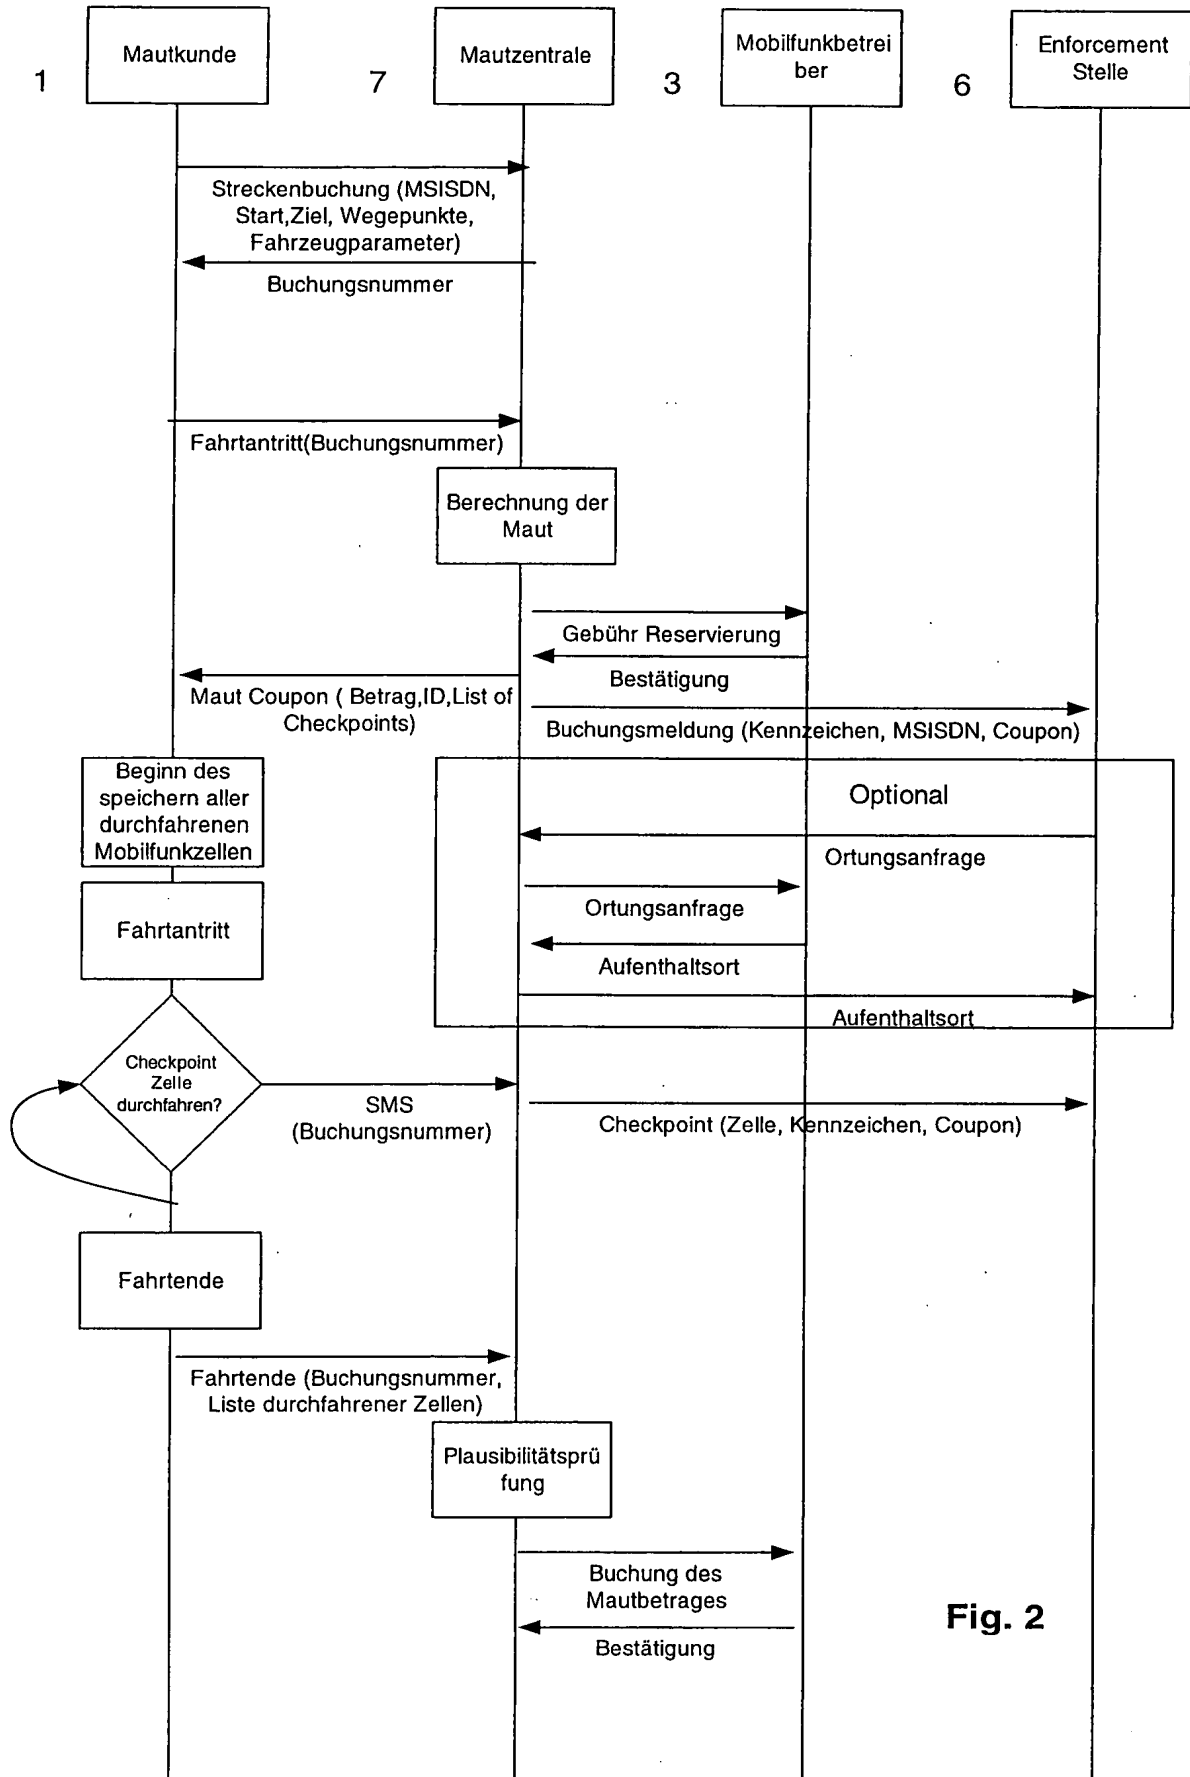 Mautkunde
Mautzentrale
Mobilfunkbetrei
ber
Enforcement
Stelle
1
7
3
6
Streckenbuchung (MSISDN,
Start,Ziel, Wegepunkte,
Fahrzeugparameter)
Buchungsnummer
Fahrtantritt(Buchungsnummer)
Berechnung der
Maut
Gebühr Reservierung
Bestätigung
Maut Coupon ( Betrag,ID,List of
Checkpoints)
Buchungsmeldung (Kennzeichen, MSISDN, Coupon)
Beginn des
speichern aller
durchfahrenen
Mobilfunkzellen
Optional
Ortungsanfrage
Ortungsanfrage
Fahrtantritt
Aufenthaltsort
Aufenthaltsort
Checkpoint
Zelle
durchfahren?
SMS
(Buchungsnummer)
Checkpoint (Zelle, Kennzeichen, Coupon)
Fahrtende
Fahrtende (Buchungsnummer,
Liste durchfahrener Zellen)
Plausibilitätsprü
fung
Buchung des
Mautbetrages
Bestätigung
Fig. 2